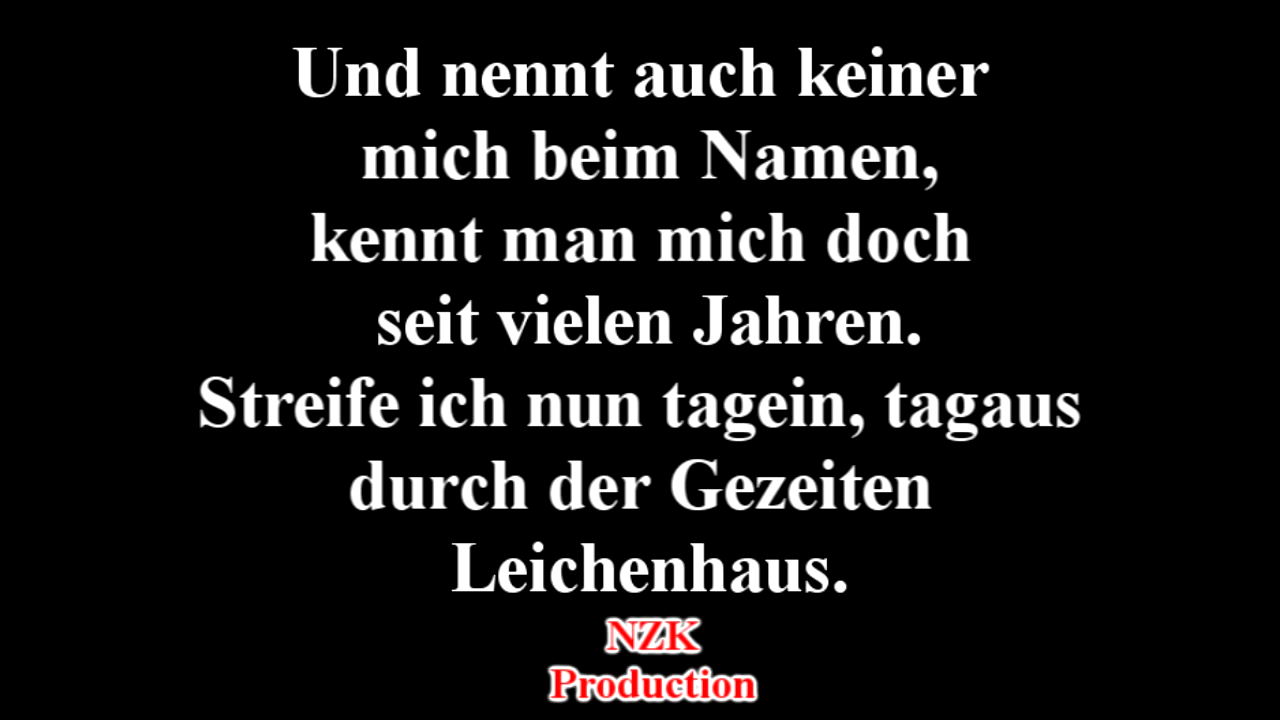 Und nennt auch keiner
mich beim Namen,
kennt man mich doch
seit vielen Jahren.
Streife ich nun tagein, tagaus
durch der Gezeiten
Leichenhaus.
NZK
Production